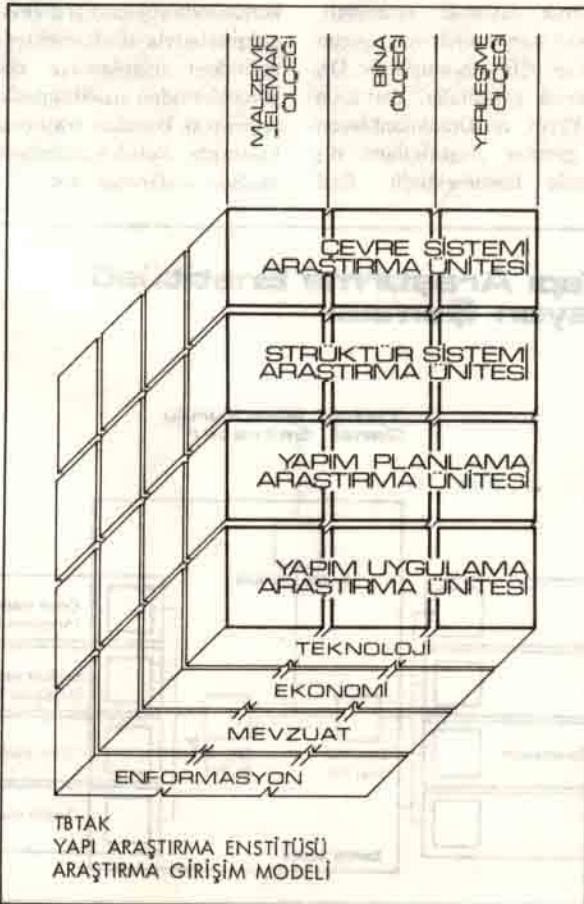 MALZEME
-ELEMAN
ÖLÇEĞİ
BİNA
ÖLÇEĞİ
YERLEŞME
ÖLÇEĞİ
ÇEVRE SİSTEMİ
ARAŞTIRMA ÜNİTESİ
STRÜKTÜR SİSTEMİ
ARAŞTIRMA ÜNİTESİ
YAPIM PLANLAMA
ARAŞTIRMA ÜNİTESİ
YAPIM UYGULAMA
ARAŞTIRMA ÜNİTESİ
TEKNOLOJİ
EKONOMİ
MEVZUAT
ENFORMASYON
TBTAK
YAPI ARAŞTIRMA ENSTİTÜSÜ
ARAŞTIRMA GİRİŞİM MODELİ